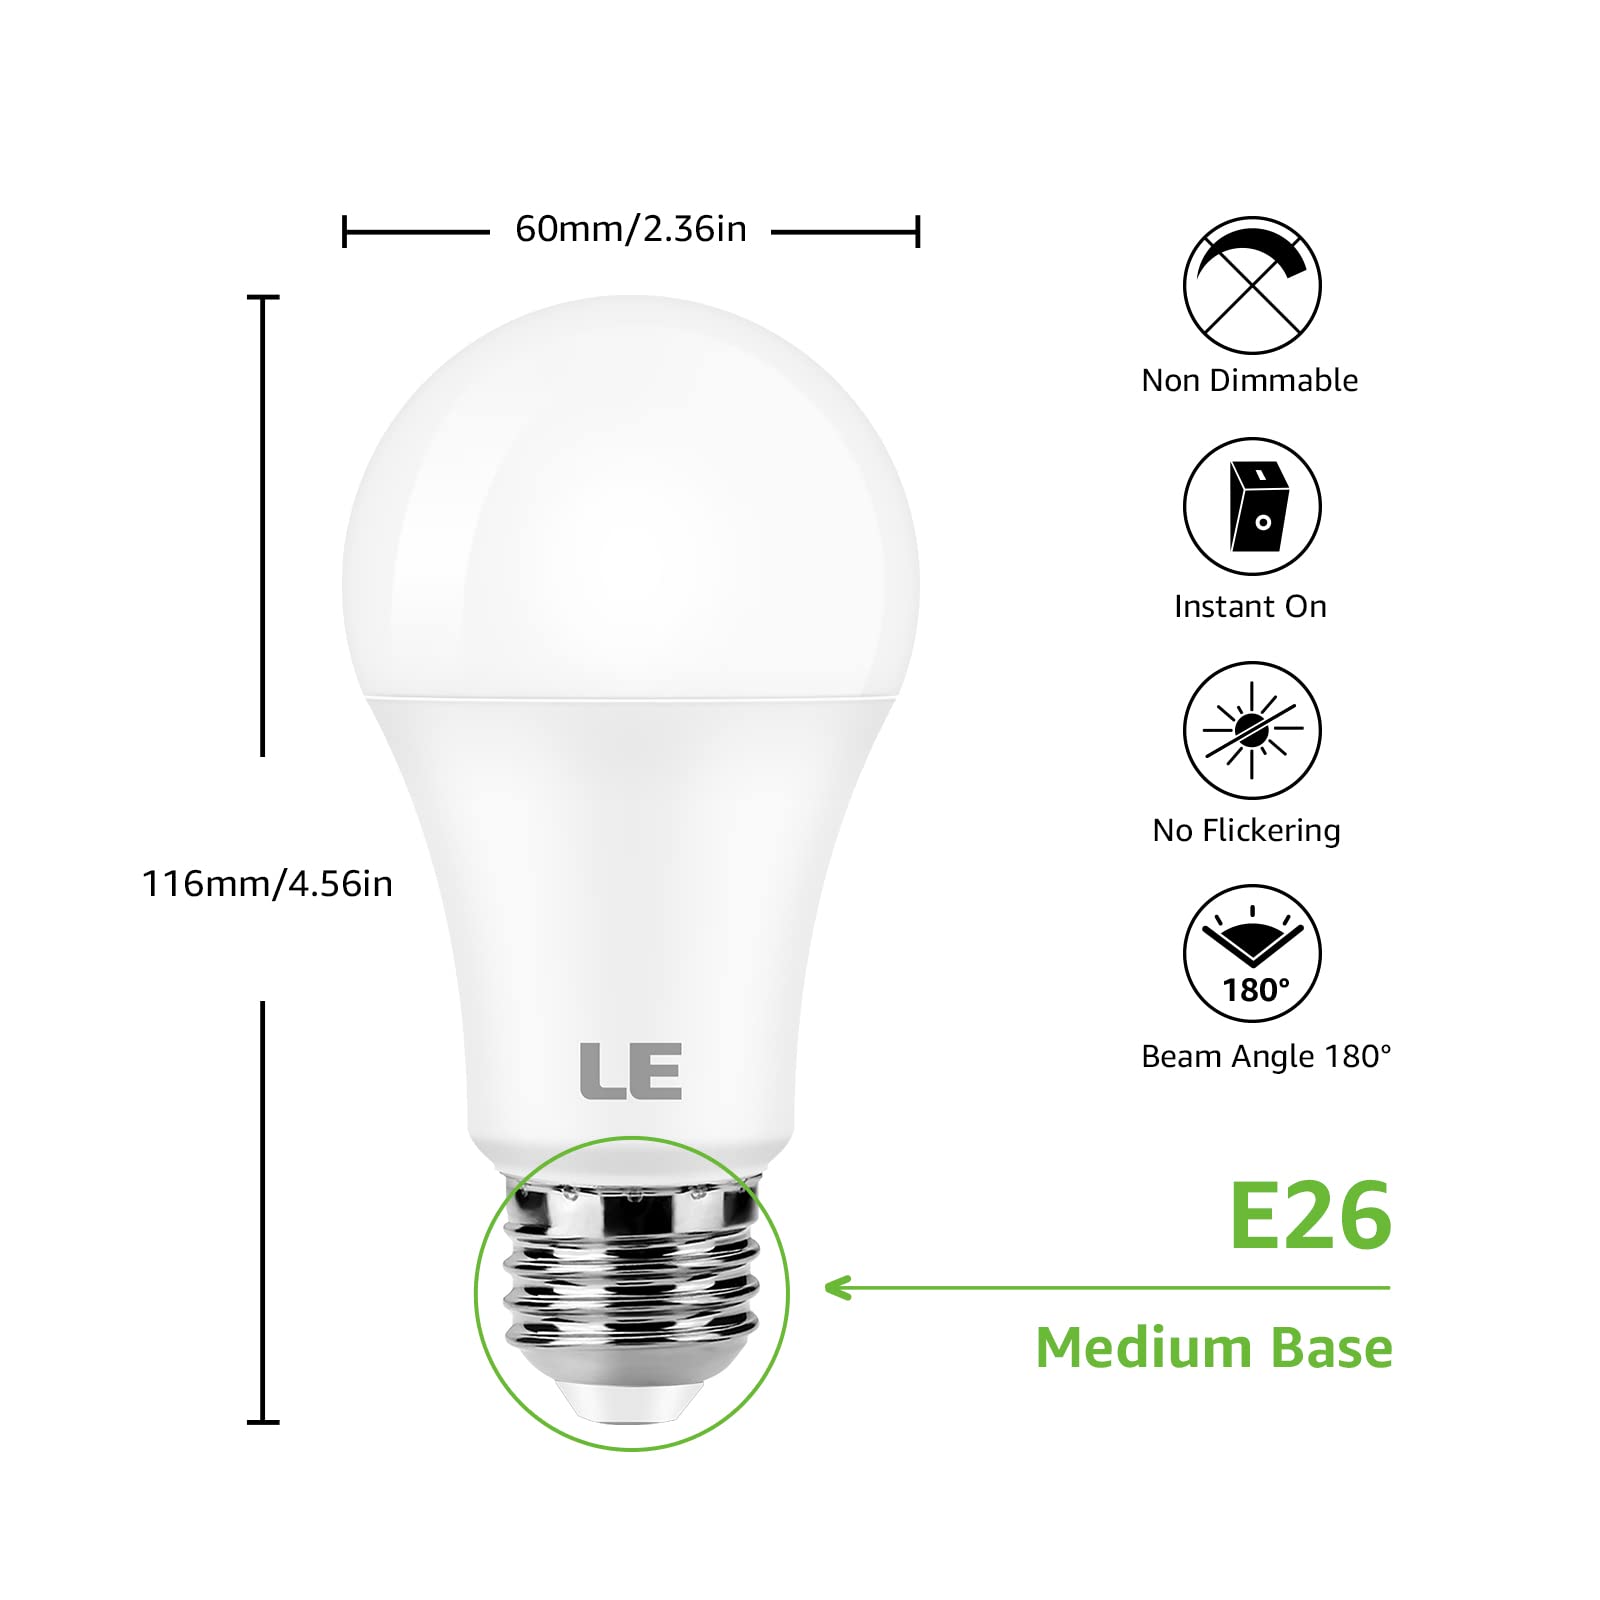 60mm/2.36in
116mm/4.56in
LE
Non Dimmable
Instant On
No Flickering
180°
Beam Angle 180°
E26
Medium Base